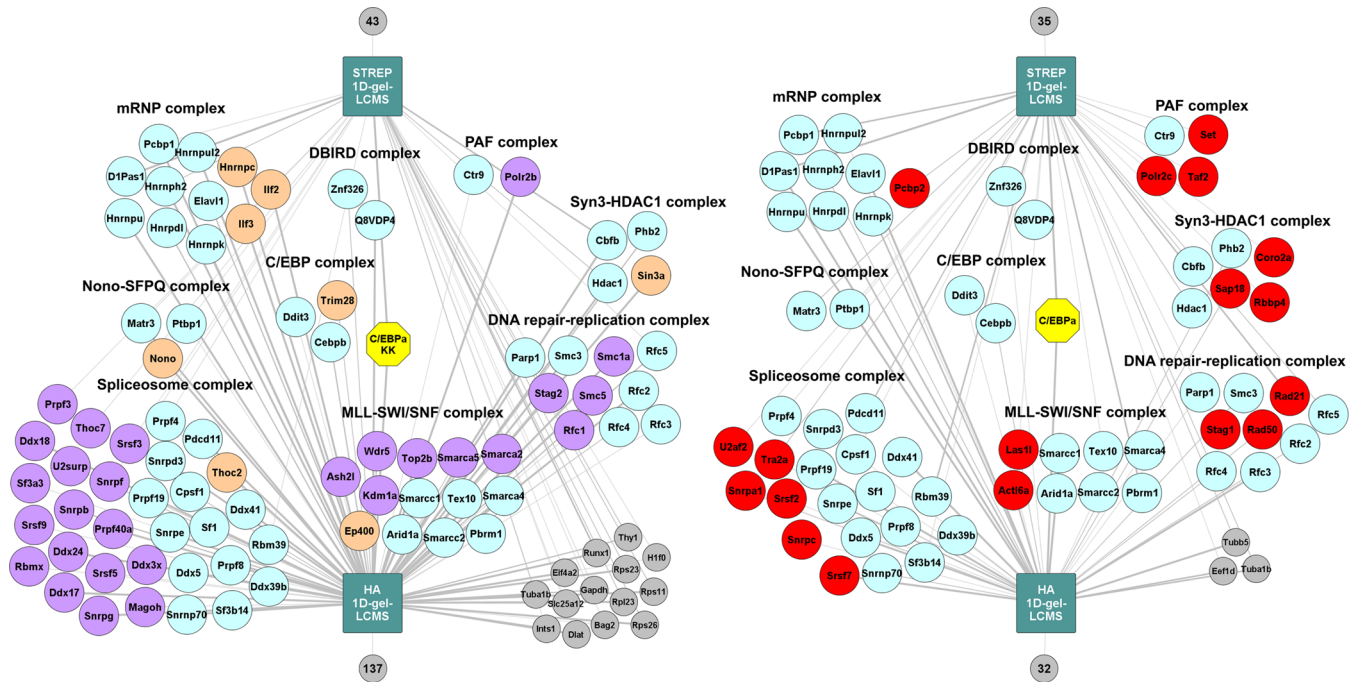 43
STREP
1D-gel-
LCMS
mRNP complex
Pcbp1
Hnrnpul2
Hnrnpc
Ilf2
D1Pas1
Hnrnph2
Elavl1
Ilf3
Hnrnpu
Hnrnpdl
Hnrnpk
DBIRD complex
Znf326
Q8VDP4
PAF complex
Ctr9
Polr2b
Syn3-HDAC1 complex
Cbfb
Phb2
Hdac1
Sin3a
C/EBP complex
Trim28
Ddit3
Cebpb
C/EBPa
KK
Nono-SFPQ complex
Matr3
Ptbp1
Nono
DNA repair-replication complex
Parp1
Smc3
Smc1a
Rfc5
Stag2
Smc5
Rfc2
Rfc1
Rfc4
Rfc3
Spliceosome complex
Prpf3
Thoc7
Prpf4
Ddx18
Srsf3
Pdcd11
U2surp
Snrpd3
Sf3a3
Snrpf
Thoc2
Prpf19
Cpsf1
Snrpb
Ddx41
Srsf9
Prpf40a
Snrpe
Sf1
Rbm39
Ddx24
Ddx3x
Prpf8
Rbmx
Srsf5
Ddx5
Ddx39b
Ddx17
Magoh
Snrpg
Snrnp70
Sf3b14
MLL-SWI/SNF complex
Wdr5
Top2b
Smarca5
Smarca2
Ash2l
Kdm1a
Smarcc1
Tex10
Smarca4
Ep400
Arid1a
Smarcc2
Pbrm1
Thy1
Runx1
H1f0
Eif4a2
Rps23
Tuba1b
Gapdh
Rps11
Slc25a12
Rpl23
Ints1
Dlat
Bag2
Rps26
HA
1D-gel-
LCMS
137
35
STREP
1D-gel-
LCMS
mRNP complex
Pcbp1
Hnrnpul2
D1Pas1
Hnrnph2
Elavl1
Pcbp2
Hnrnpu
Hnrpdl
Hnrnpk
DBIRD complex
Znf326
Q8VDP4
PAF complex
Ctr9
Set
Polr2c
Taf2
Syn3-HDAC1 complex
Phb2
Coro2a
Cbfb
Sap18
Rbbp4
Hdac1
Nono-SFPQ complex
Matr3
Ptbp1
C/EBP complex
Ddit3
Cebpb
C/EBPa
DNA repair-replication complex
Parp1
Smc3
Rad21
Rfc5
Stag1
Rad50
Rfc2
Rfc4
Rfc3
Spliceosome complex
Prpf4
Pdcd11
Snrpd3
U2af2
Tra2a
Cpsf1
Ddx41
Prpf19
Snrpa1
Srsf2
Sf1
Rbm39
Snrpe
Prpf8
Snrpc
Ddx5
Ddx39b
Srsf7
Snrnp70
Sf3b14
MLL-SWI/SNF complex
Las1l
Smarcc1
Tex10
Smarca4
Actl6a
Arid1a
Smarcc2
Pbrm1
Tubb5
Eef1d
Tuba1b
HA
1D-gel-
LCMS
32